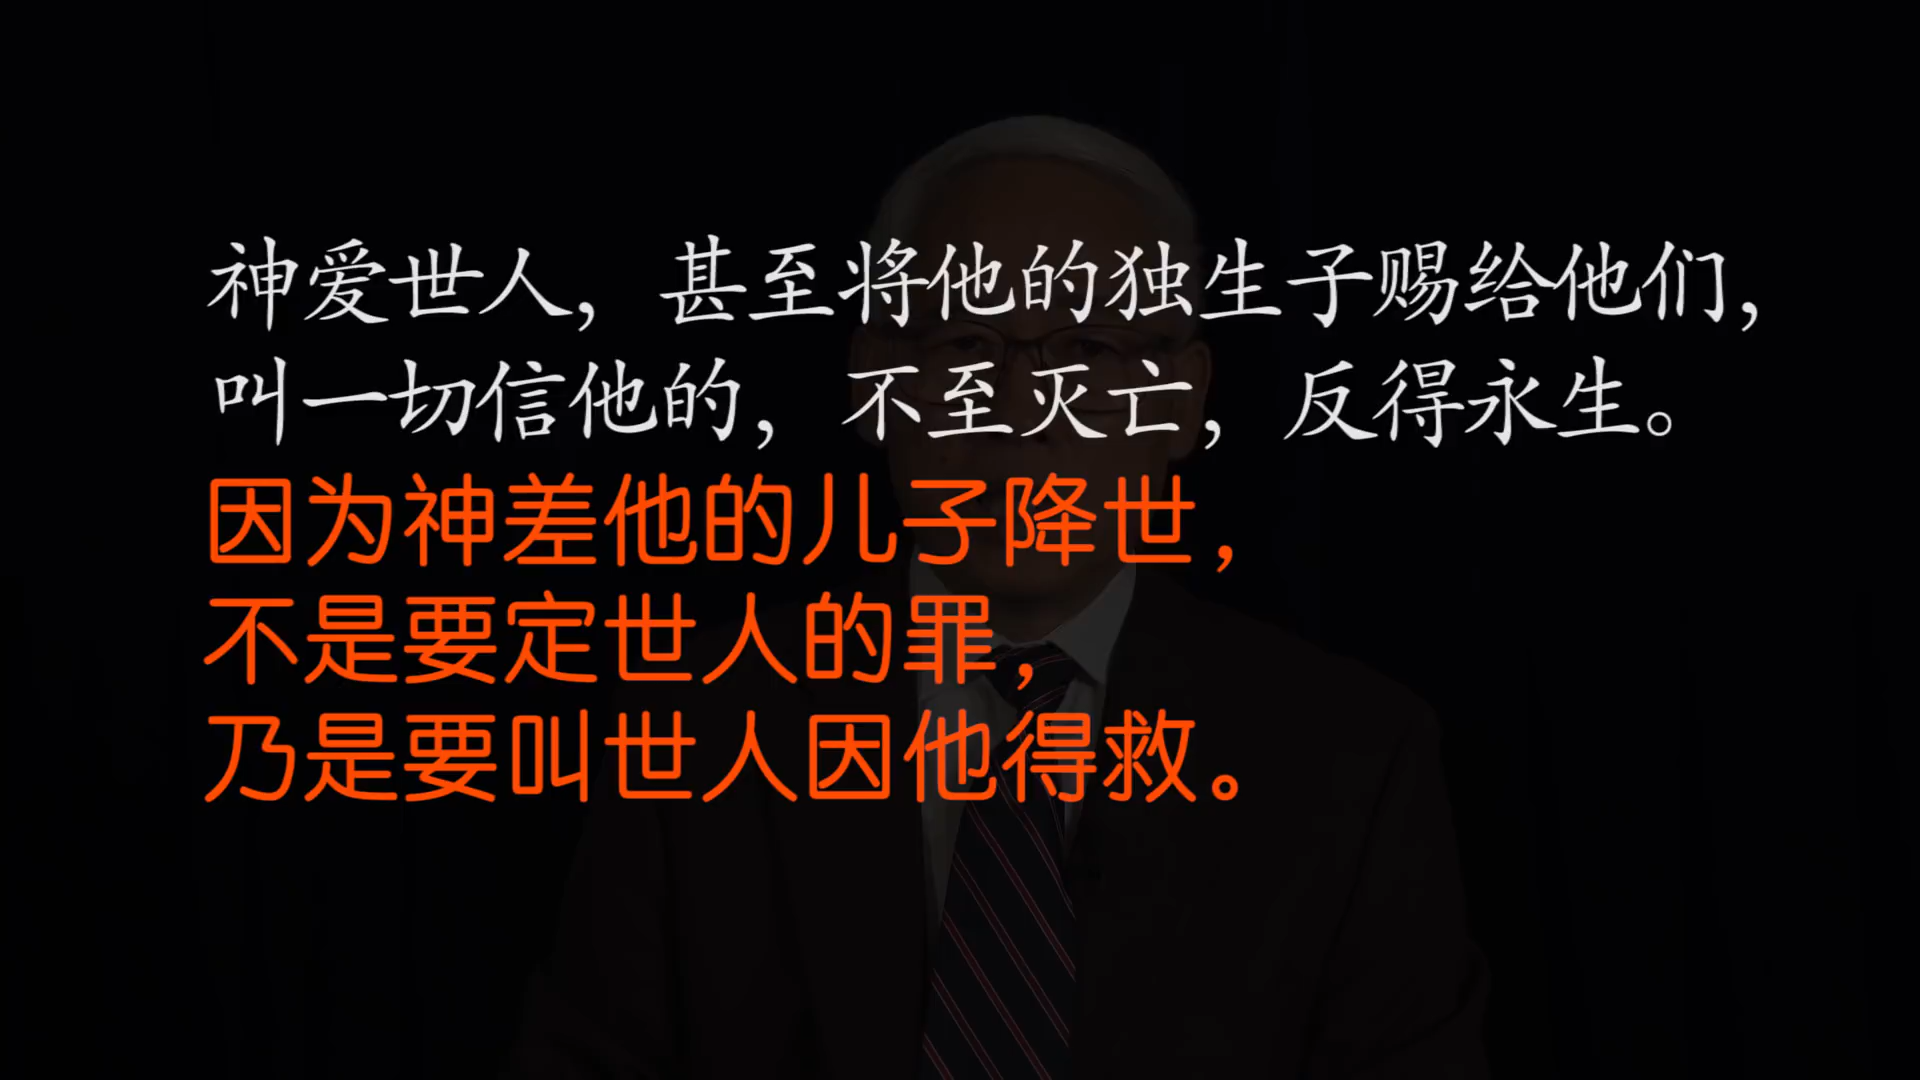 神爱世人，甚至将他的独生子赐给他们，
叫一切信他的，不至灭亡，反得永生。
因为神差他的儿子降世，
不是要定世人的罪，
乃是要叫世人因他得救。